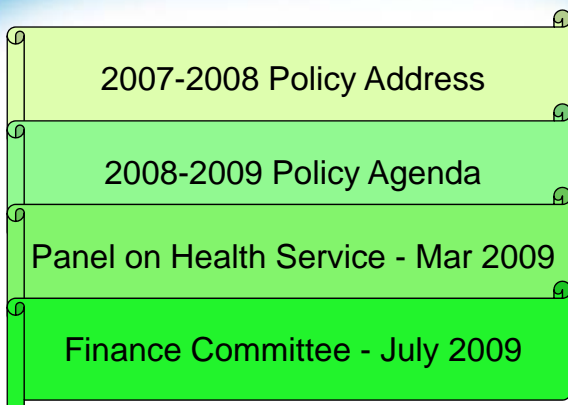 2007-2008 Policy Address
2008-2009 Policy Agenda
Panel on Health Service - Mar 2009
Finance Committee - July 2009